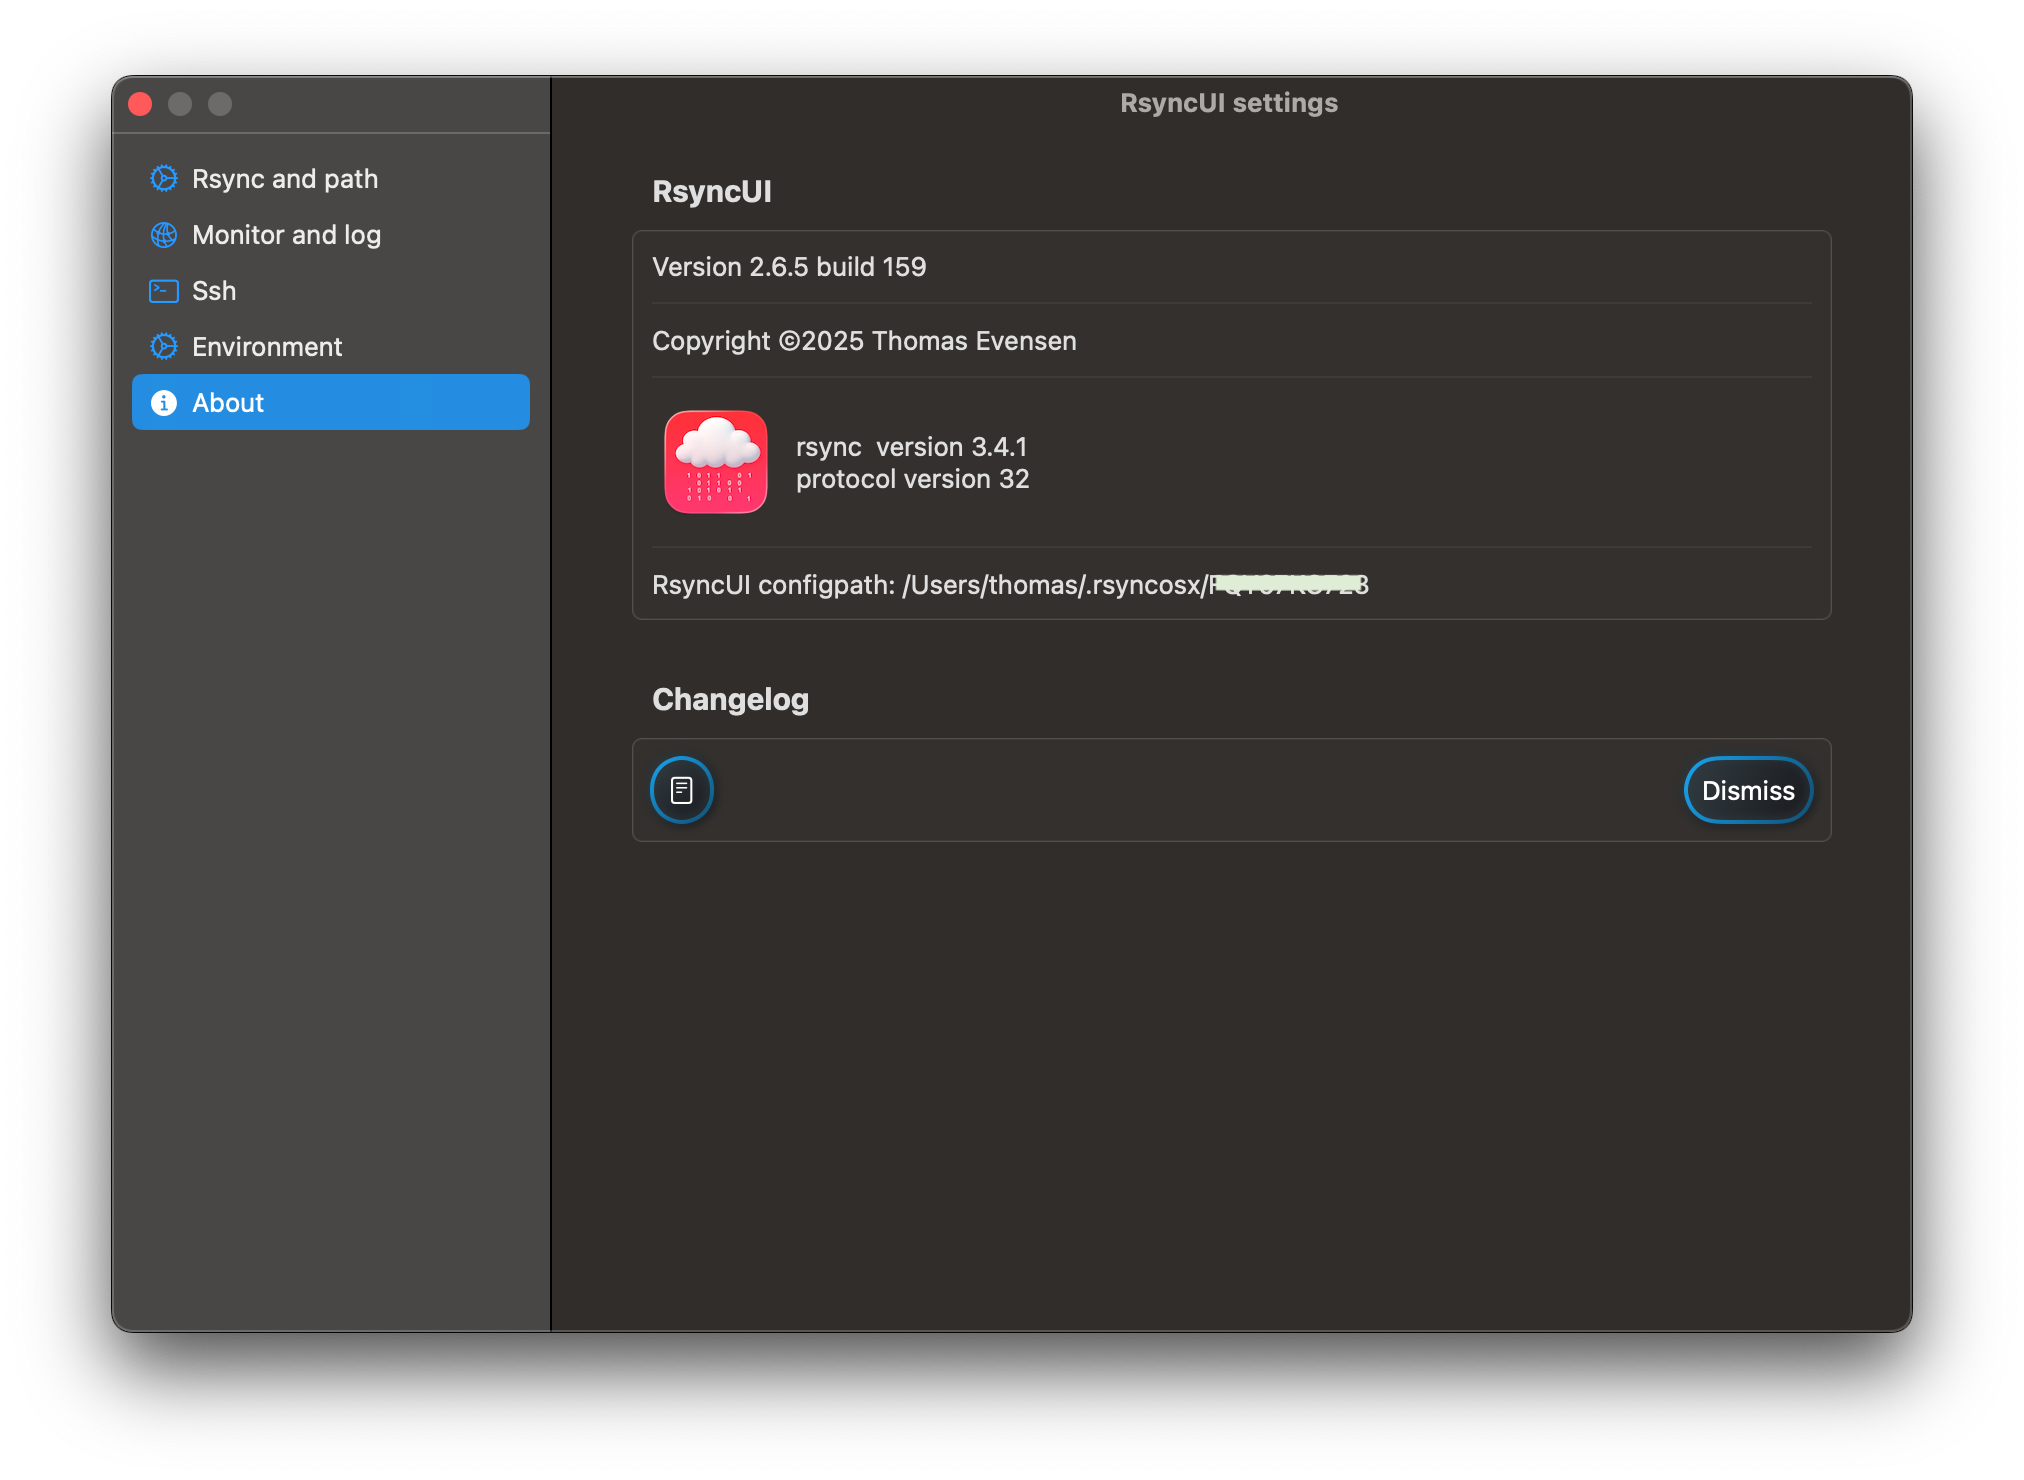 RsyncUI settings
Rsync and path
Monitor and log
Ssh
Environment
About
RsyncUI
Version 2.6.5 build 159
Copyright ©2025 Thomas Evensen
rsync  version 3.4.1
protocol version 32
RsyncUI configpath: /Users/thomas/.rsyncosx/
Changelog
Dismiss